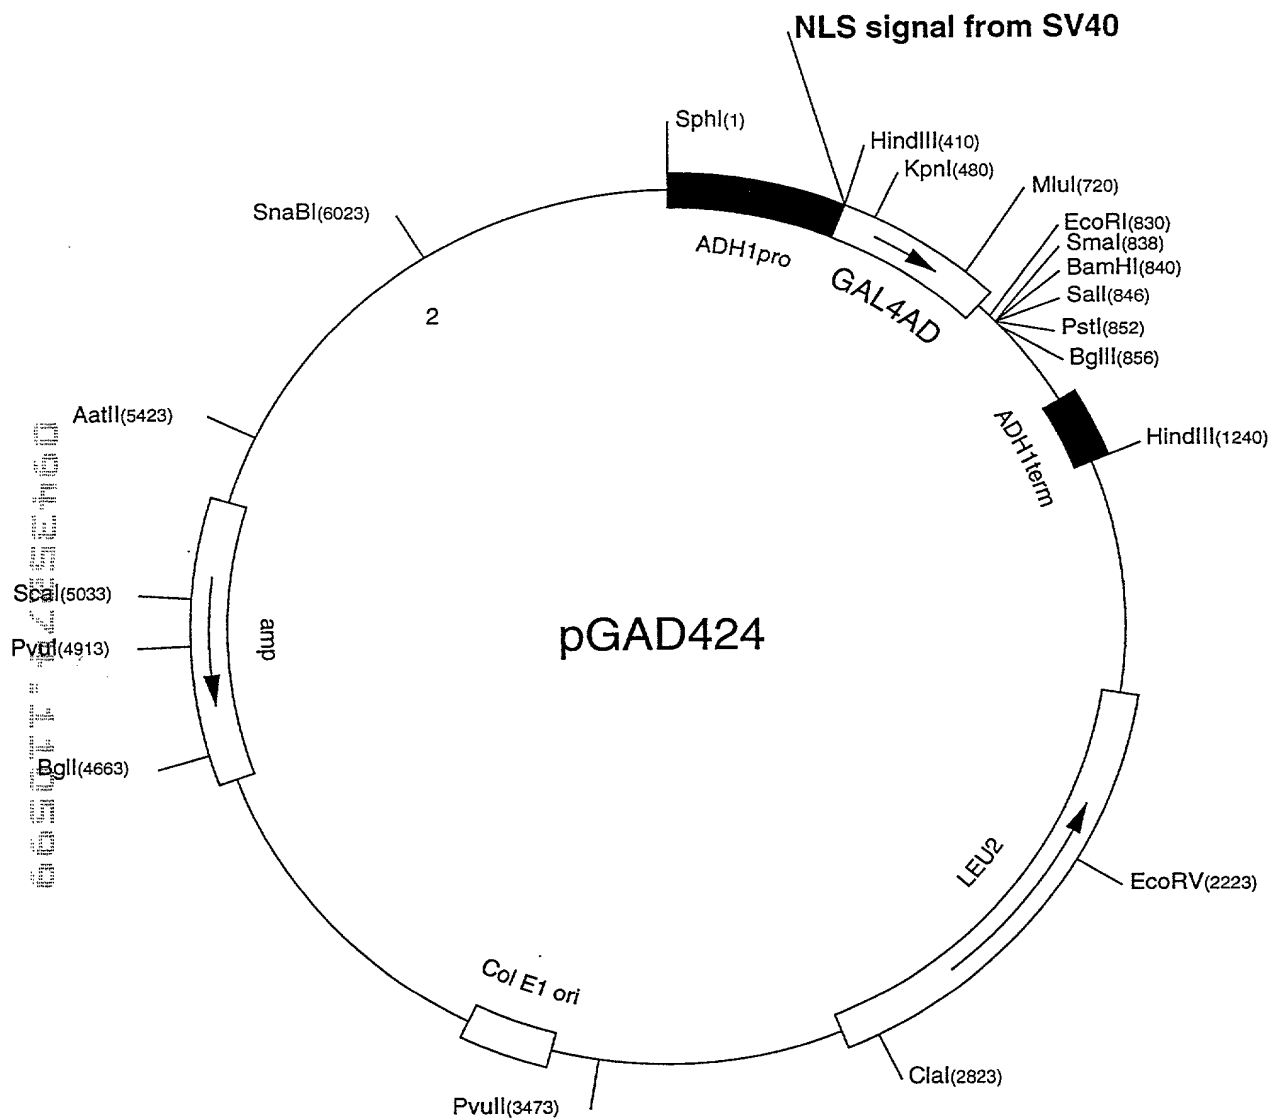 NLS signal from SV40
SphI(1)
HindIII(410)
KpnI(480)
MluI(720)
EcoRI(830)
SmaI(838)
BamHI(840)
SalI(846)
PstI(852)
BglII(856)
SnaBI(6023)
ADH1pro
GAL4AD
2
AatII(5423)
ADH1term
HindIII(1240)
ScaI(5033)
PvuI(4913)
amp
pGAD424
BglI(4663)
LEU2
EcoRV(2223)
Col E1 ori
ClaI(2823)
PvuII(3473)